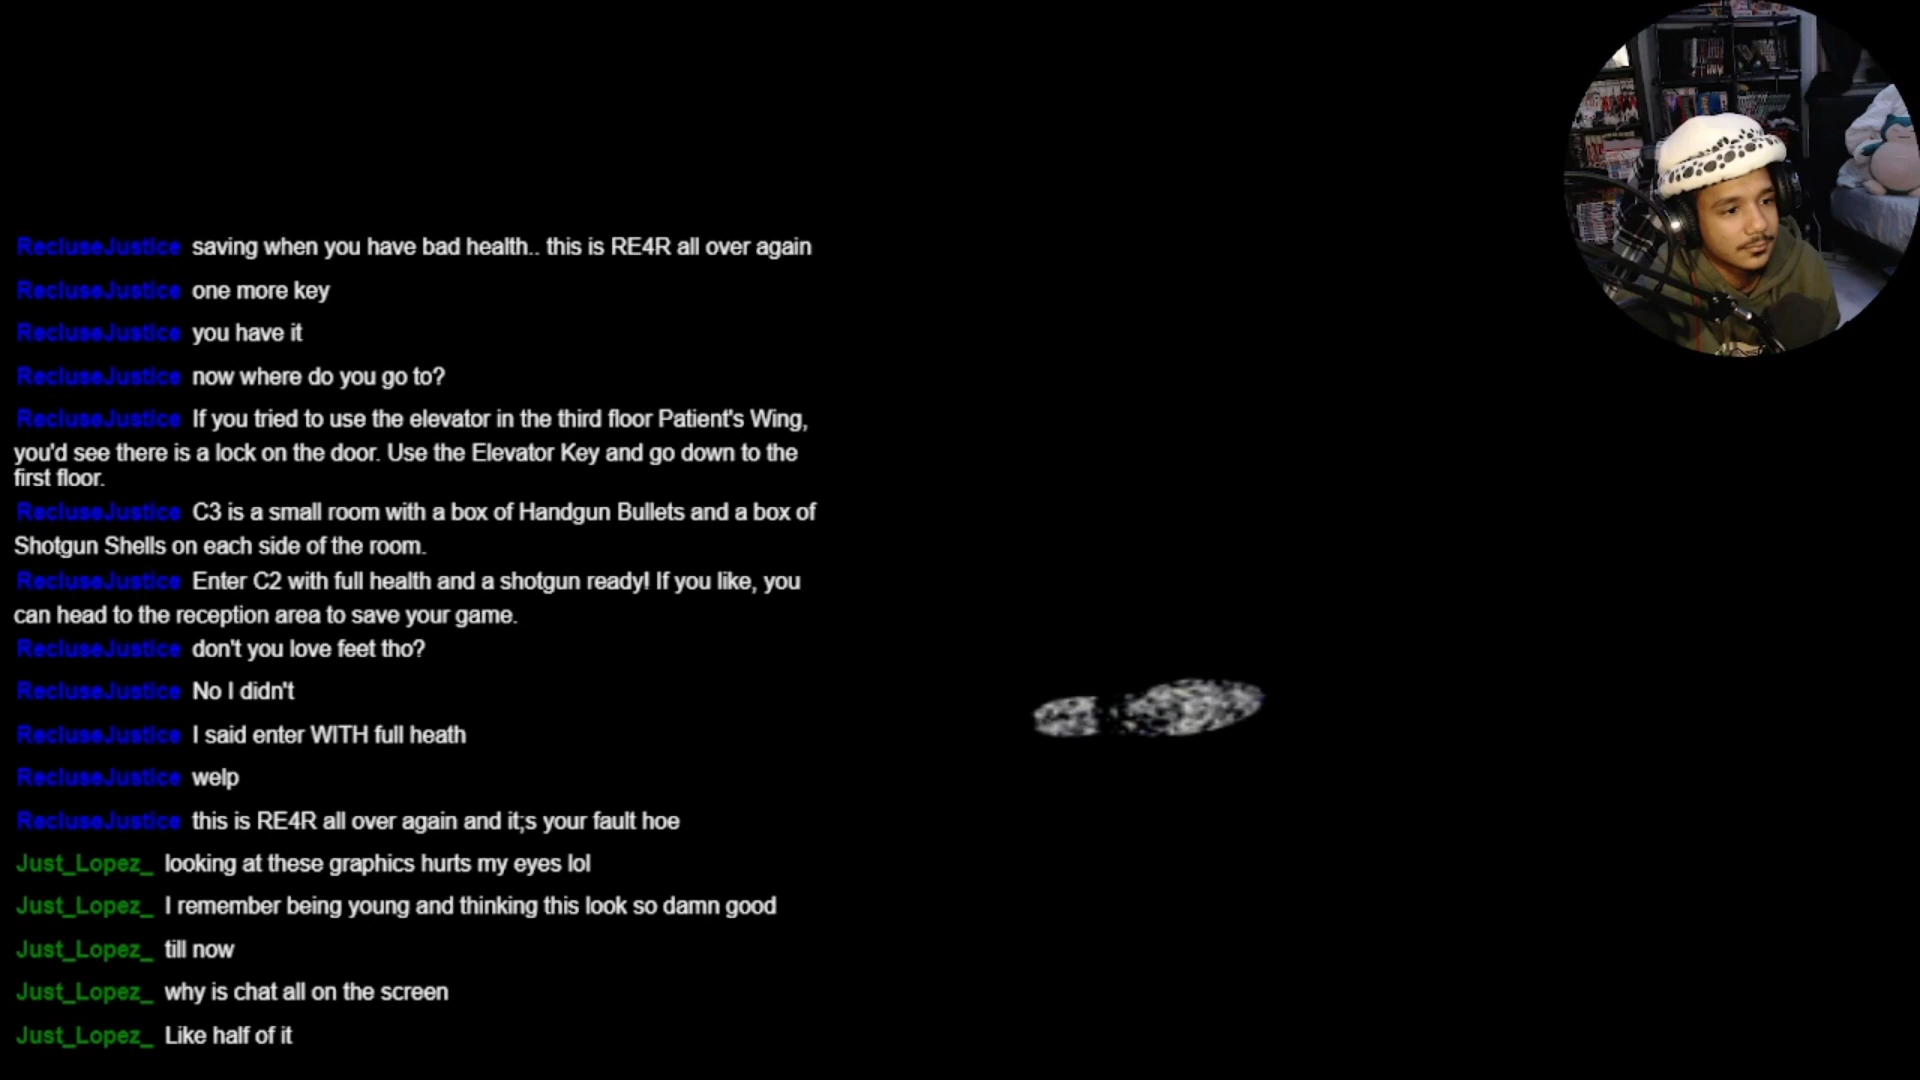 RecluseJustice saving when you have bad health.. this is RE4R all over again
RecluseJustice one more key
RecluseJustice you have it
RecluseJustice now where do you go to?
RecluseJustice If you tried to use the elevator in the third floor Patient's Wing,
you'd see there is a lock on the door. Use the Elevator Key and go down to the
first floor.
RecluseJustice C3 is a small room with a box of Handgun Bullets and a box of
Shotgun Shells on each side of the room.
RecluseJustice Enter C2 with full health and a shotgun ready! If you like, you
can head to the reception area to save your game.
RecluseJustice don't you love feet tho?
RecluseJustice No I didn't
RecluseJustice I said enter WITH full heath
RecluseJustice welp
RecluseJustice this is RE4R all over again and it;s your fault hoe
Just_Lopez_ looking at these graphics hurts my eyes lol
Just_Lopez_ I remember being young and thinking this look so damn good
Just_Lopez_ till now
Just_Lopez_ why is chat all on the screen
Just_Lopez_ Like half of it